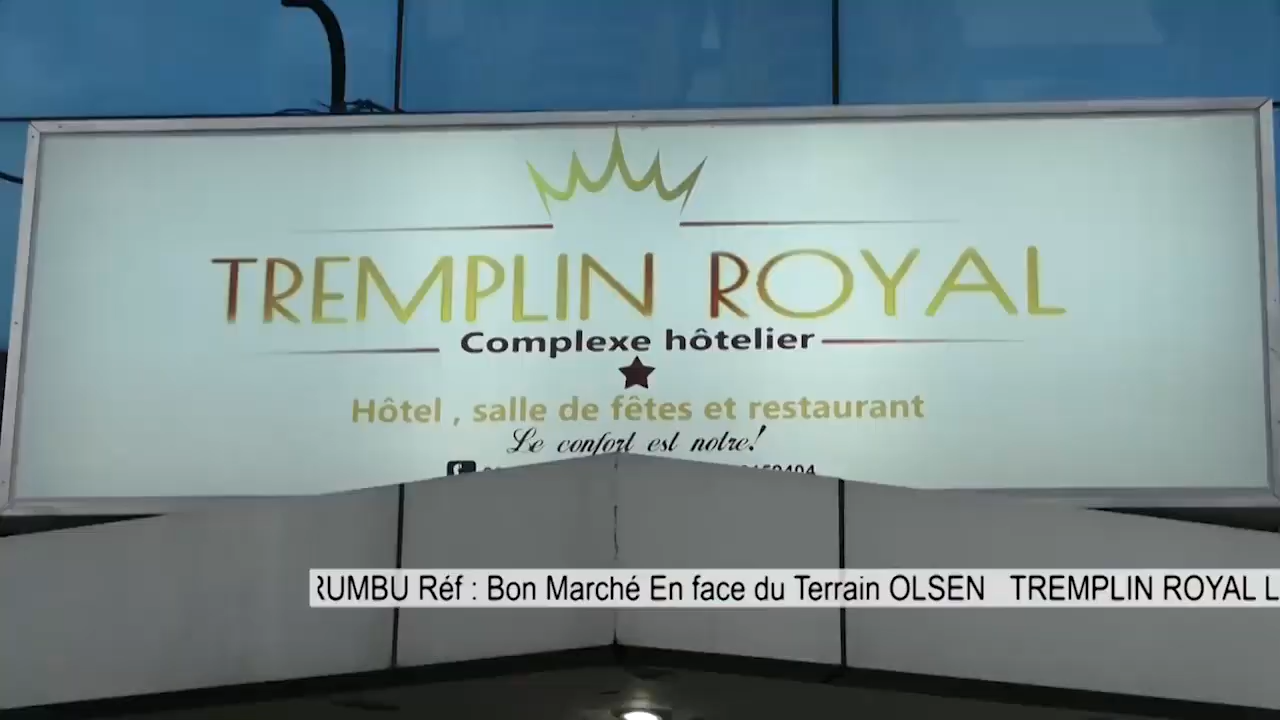 TREMPLIN ROYAL
Complexe hôtelier
Hôtel , salle de fêtes et restaurant
Le confort est notre!
RUMBU Réf : Bon Marché En face du Terrain OLSEN TREMPLIN ROYAL L